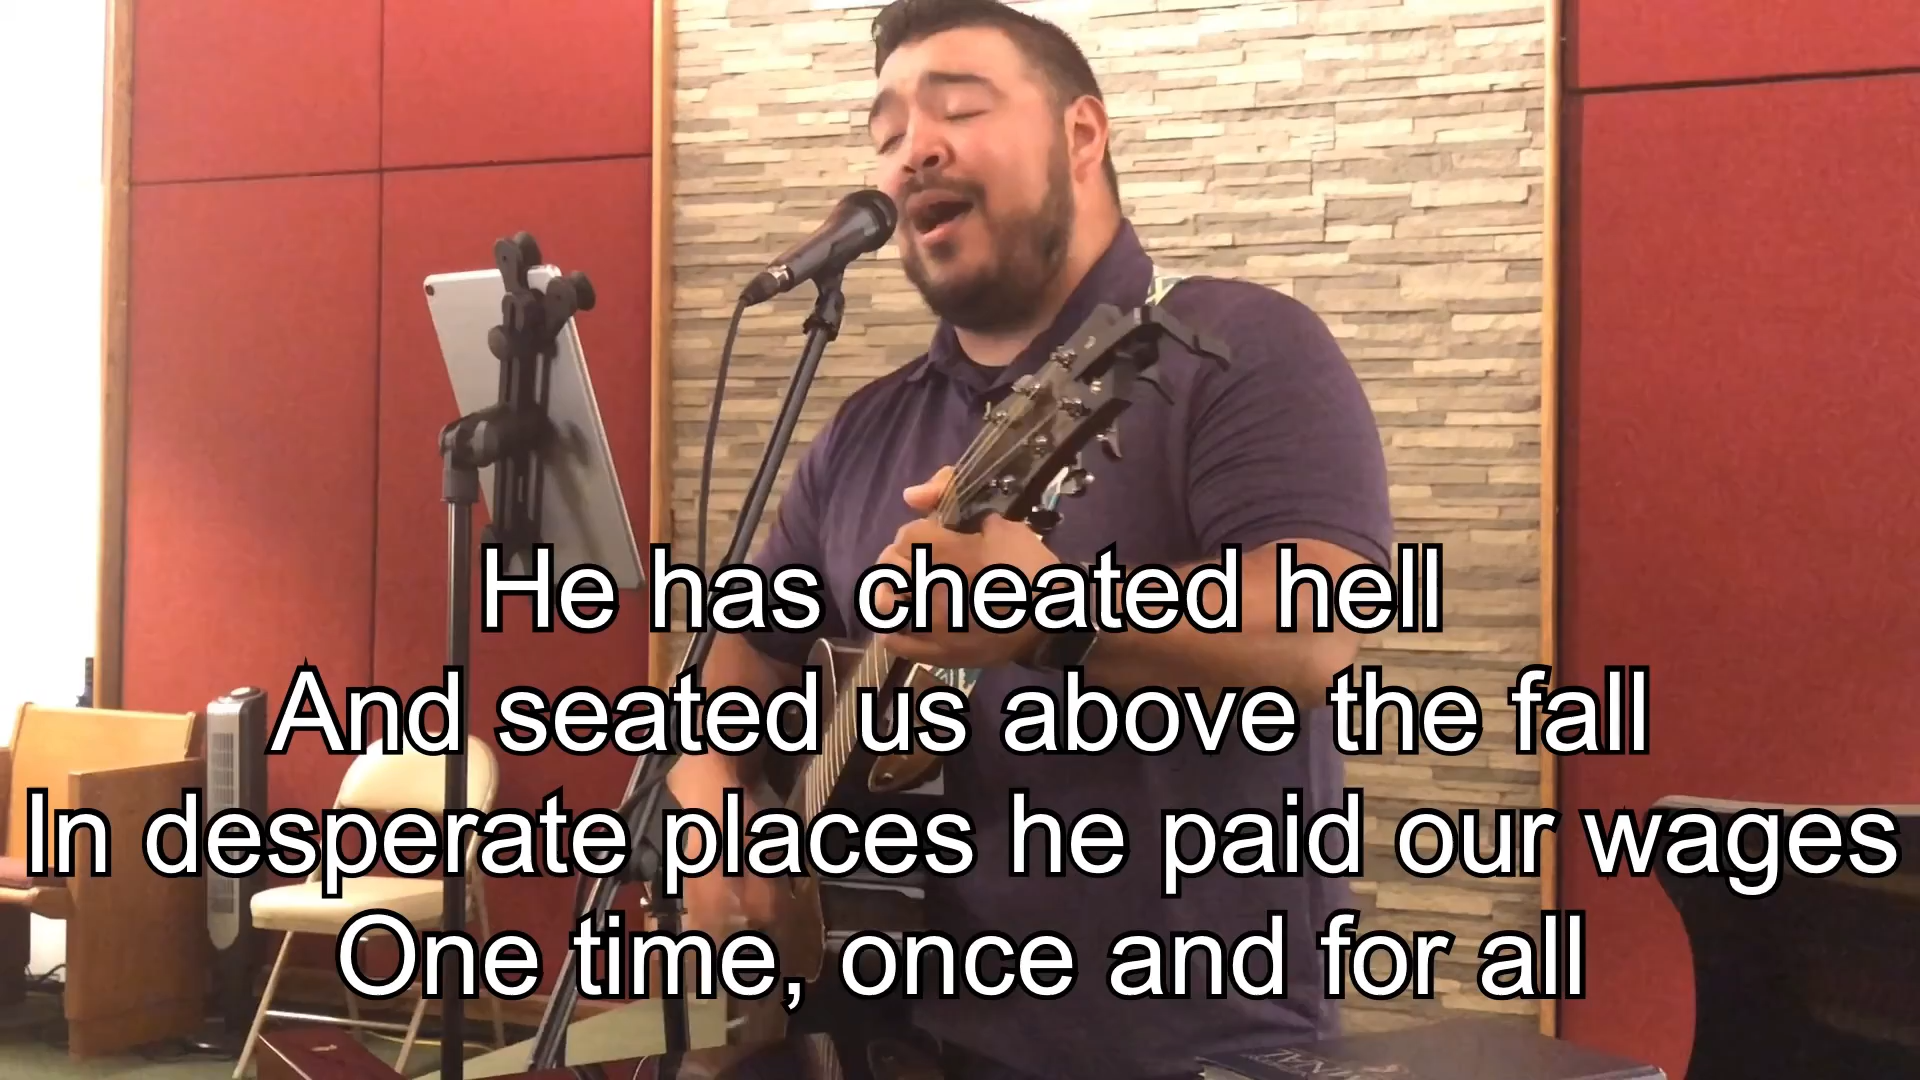 He has cheated hell
And seated us above the fall
In desperate places he paid our wages
One time, once and for all